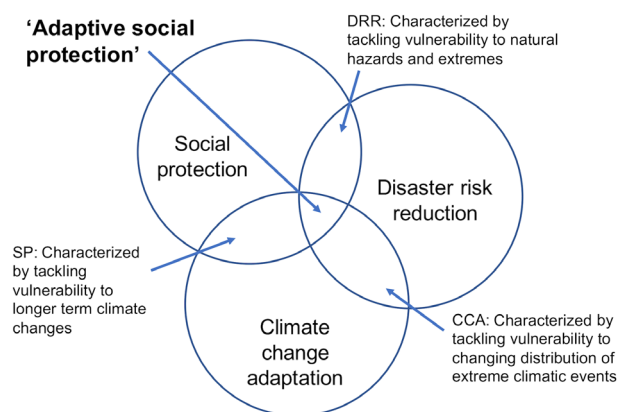 ‘Adaptive social
protection’
DRR: Characterized by
tackling vulnerability to natural
hazards and extremes
Social
protection
Disaster risk
reduction
SP: Characterized
by tackling
vulnerability to
longer term climate
changes
Climate
change
adaptation
CCA: Characterized by
tackling vulnerability to
changing distribution of
extreme climatic events